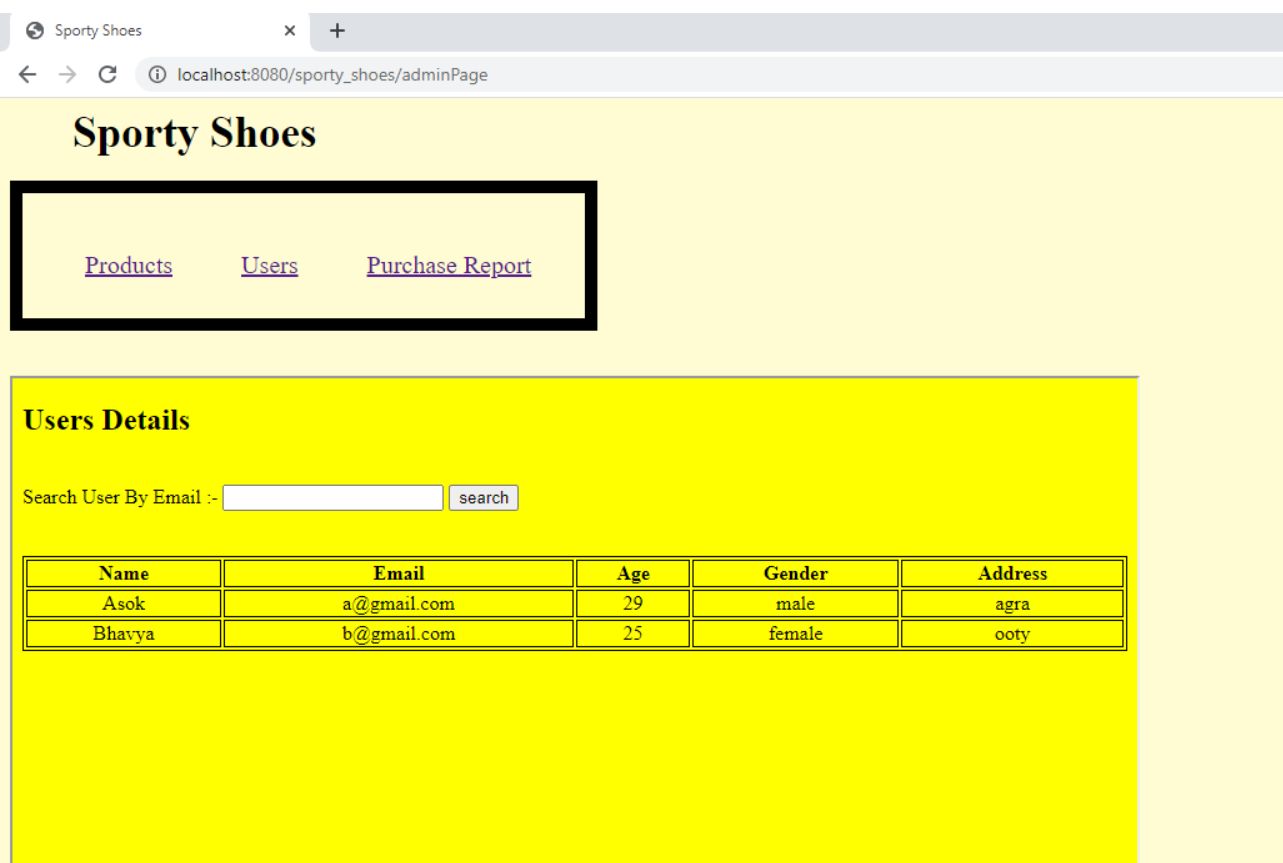 Sporty Shoes
localhost:8080/sporty_shoes/adminPage
Sporty Shoes
Products Users Purchase Report
Users Details
Search User By Email :- search
Name Email Age Gender Address
Asok a@gmail.com 29 male agra
Bhavya b@gmail.com 25 female ooty